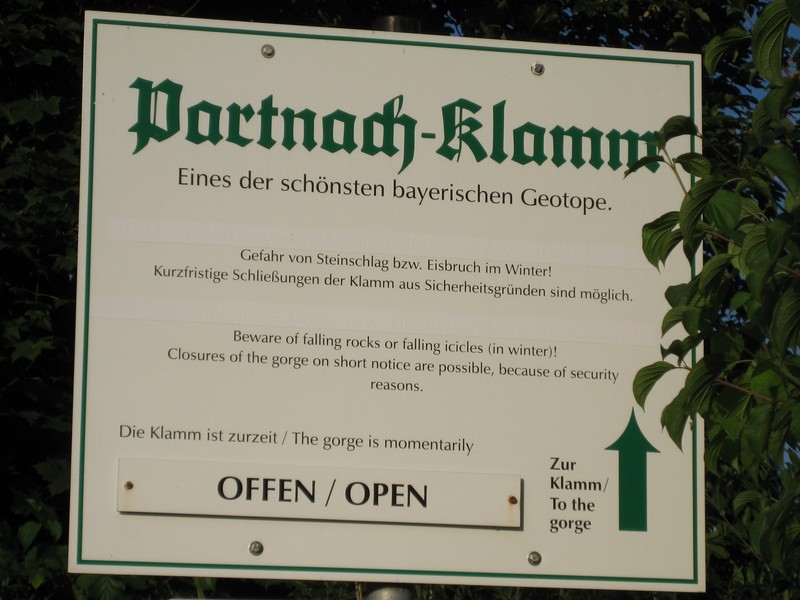 Partnach-Klamm
Eines der schönsten bayerischen Geotope.
Gefahr von Steinschlag bzw. Eisbruch im Winter!
Kurzfristige Schließungen der Klamm aus Sicherheitsgründen sind möglich.
Beware of falling rocks or falling icicles (in winter)!
Closures of the gorge on short notice are possible, because of security
reasons.
Die Klamm ist zurzeit / The gorge is momentarily
OFFEN / OPEN
Zur
Klamm/
To the
gorge